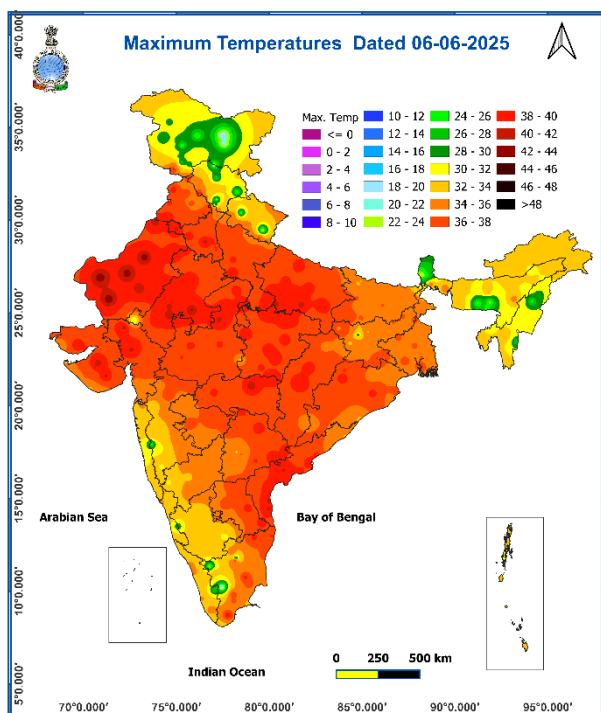 Maximum Temperatures Dated 06-06-2025
Max. Temp
<= 0
0 - 2
2 - 4
4 - 6
6 - 8
8 - 10
10 - 12
12 - 14
14 - 16
16 - 18
18 - 20
20 - 22
22 - 24
24 - 26
26 - 28
28 - 30
30 - 32
32 - 34
34 - 36
36 - 38
38 - 40
40 - 42
42 - 44
44 - 46
46 - 48
>48
40°0.000'
35°0.000'
30°0.000'
25°0.000'
20°0.000'
15°0.000'
10°0.000'
5°0.000'
Arabian Sea
Bay of Bengal
Indian Ocean
0 250 500 km
70°0.000' 75°0.000' 80°0.000' 85°0.000' 90°0.000' 95°0.000'